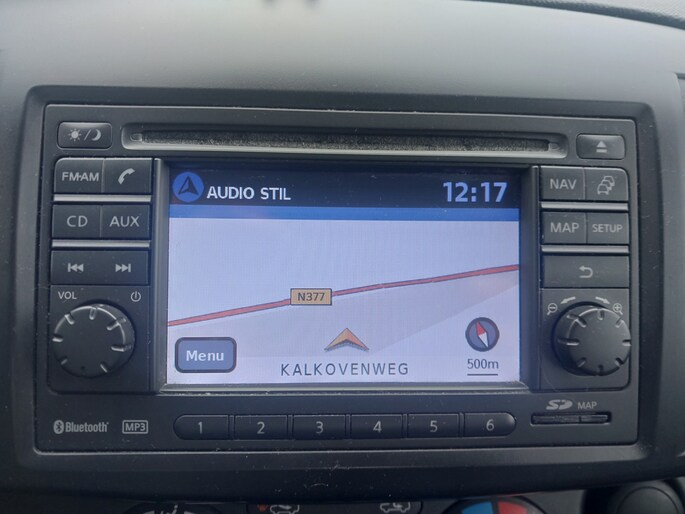 FM·AM
CD AUX
VOL
AUDIO STIL 12:17
N377
Menu
KALKOVENWEG
500m
NAV
MAP SETUP
Bluetooth MP3
1 2 3 4 5 6
SD MAP